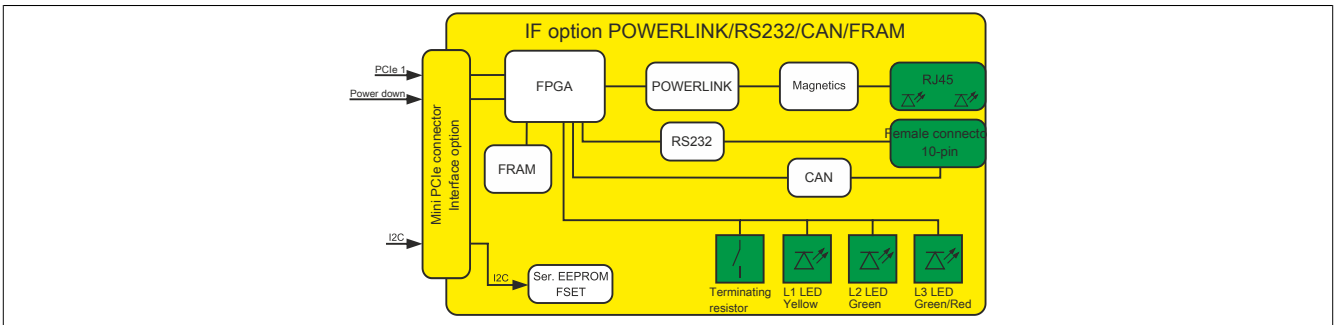 IF option POWERLINK/RS232/CAN/FRAM
PCIe 1
Power down
Mini PCIe connector
Interface option
FPGA
POWERLINK
Magnetics
RJ45
RS232
Female connecto
10-pin
FRAM
CAN
I2C
I2C
Ser. EEPROM
FSET
Terminating
resistor
L1 LED
Yellow
L2 LED
Green
L3 LED
Green/Red